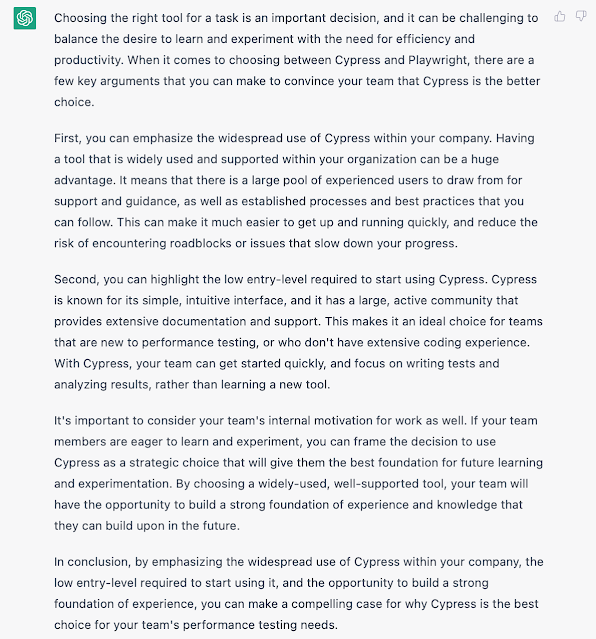 Choosing the right tool for a task is an important decision, and it can be challenging to
balance the desire to learn and experiment with the need for efficiency and
productivity. When it comes to choosing between Cypress and Playwright, there are a
few key arguments that you can make to convince your team that Cypress is the better
choice.
First, you can emphasize the widespread use of Cypress within your company. Having
a tool that is widely used and supported within your organization can be a huge
advantage. It means that there is a large pool of experienced users to draw from for
support and guidance, as well as established processes and best practices that you
can follow. This can make it much easier to get up and running quickly, and reduce the
risk of encountering roadblocks or issues that slow down your progress.
Second, you can highlight the low entry-level required to start using Cypress. Cypress
is known for its simple, intuitive interface, and it has a large, active community that
provides extensive documentation and support. This makes it an ideal choice for teams
that are new to performance testing, or who don't have extensive coding experience.
With Cypress, your team can get started quickly, and focus on writing tests and
analyzing results, rather than learning a new tool.
It's important to consider your team's internal motivation for work as well. If your team
members are eager to learn and experiment, you can frame the decision to use
Cypress as a strategic choice that will give them the best foundation for future learning
and experimentation. By choosing a widely-used, well-supported tool, your team will
have the opportunity to build a strong foundation of experience and knowledge that
they can build upon in the future.
In conclusion, by emphasizing the widespread use of Cypress within your company, the
low entry-level required to start using it, and the opportunity to build a strong
foundation of experience, you can make a compelling case for why Cypress is the best
choice for your team's performance testing needs.